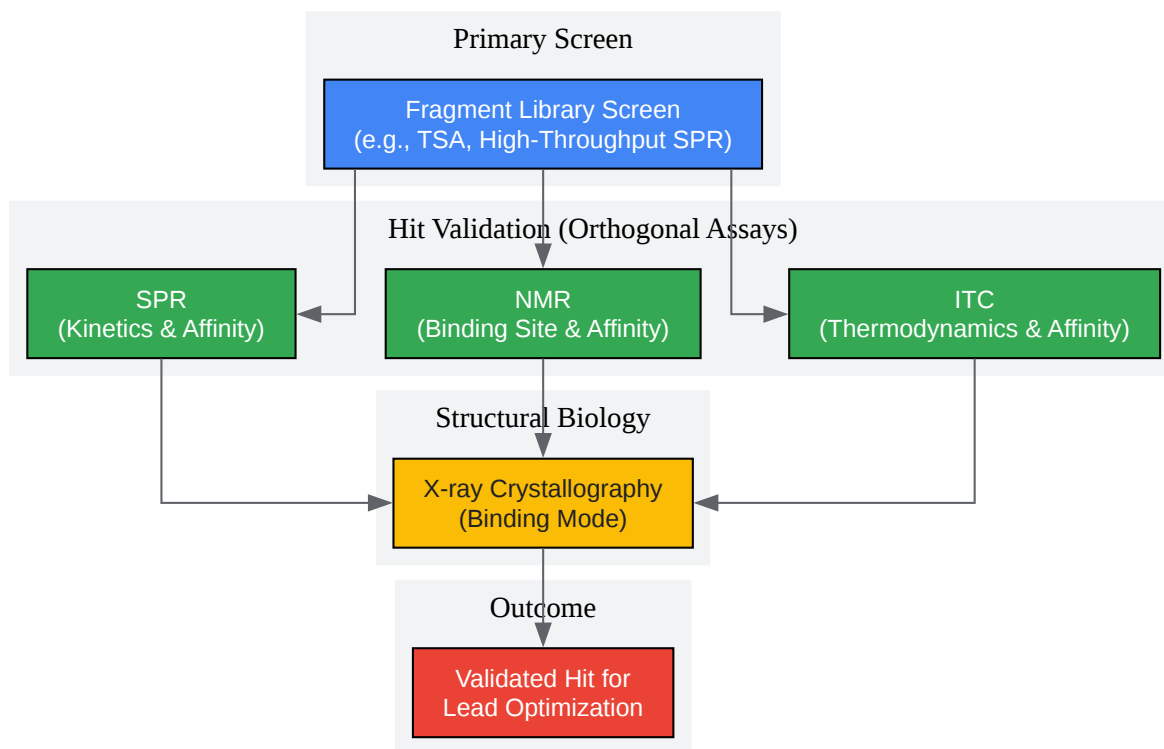 Primary Screen
Fragment Library Screen
(e.g., TSA, High-Throughput SPR)
Hit Validation (Orthogonal Assays)
SPR
(Kinetics & Affinity)
NMR
(Binding Site & Affinity)
ITC
(Thermodynamics & Affinity)
Structural Biology
X-ray Crystallography
(Binding Mode)
Outcome
Validated Hit for
Lead Optimization